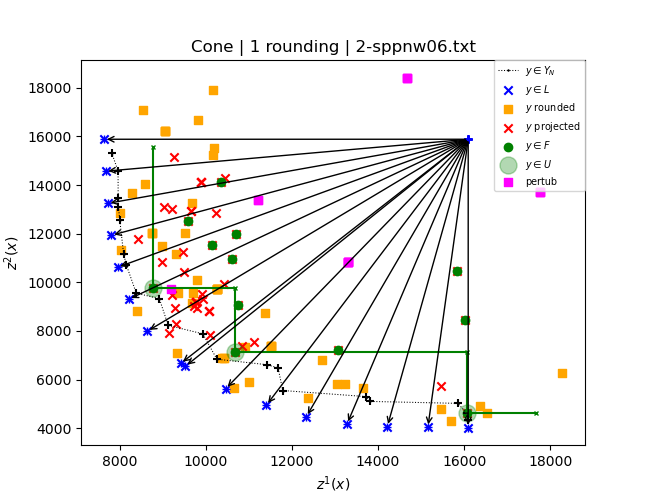 Cone | 1 rounding | 2-sppnw06.txt
18000
16000
14000
12000
10000
8000
6000
4000
z²(x)
8000 10000 12000 14000 16000 18000
z¹(x)
y ∈ Y_N
y ∈ L
y rounded
y projected
y ∈ F
y ∈ U
pertub